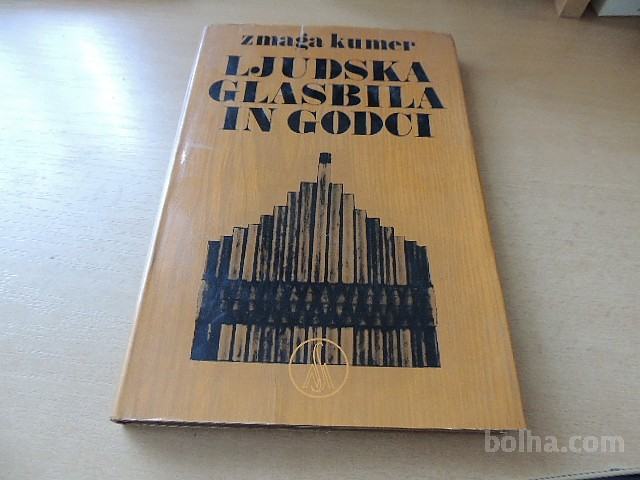 zmaga kumer
LJUDSKA
GLASBILA
IN GODCI
bolha.com